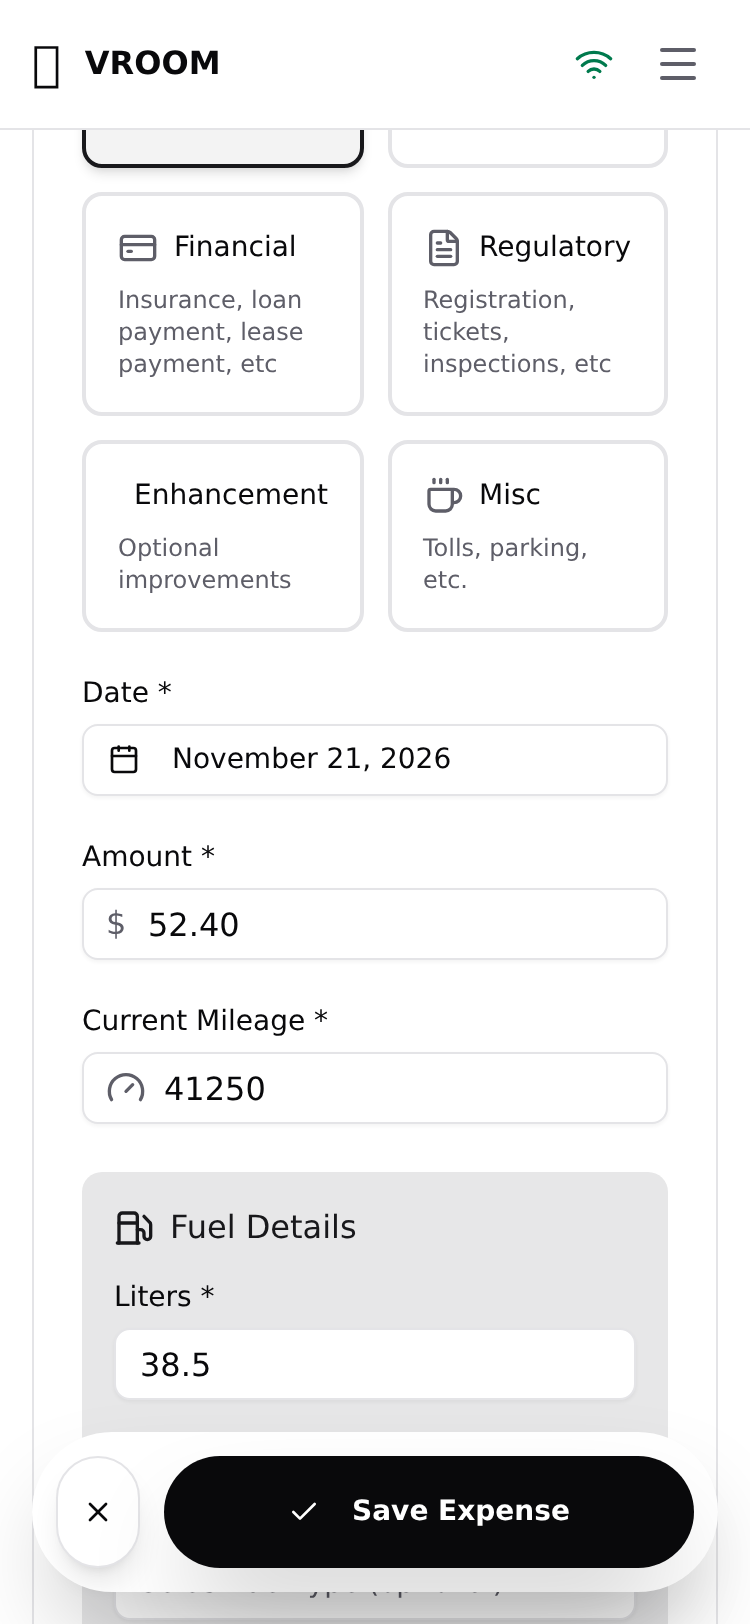 VROOM
Financial
Insurance, loan
payment, lease
payment, etc
Regulatory
Registration,
tickets,
inspections, etc
Enhancement
Optional
improvements
Misc
Tolls, parking,
etc.
Date *
November 21, 2026
Amount *
$ 52.40
Current Mileage *
41250
Fuel Details
Liters *
38.5
Save Expense